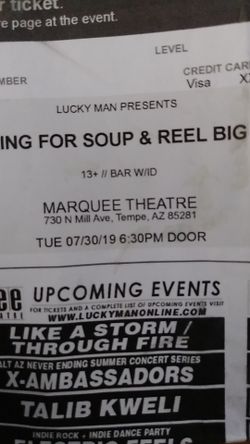 r ticket.
e page at the event.
LEVEL
MBER
CREDIT CAR
Visa X
LUCKY MAN PRESENTS
ING FOR SOUP & REEL BIG
13+ // BAR W/ID
MARQUEE THEATRE
730 N Mill Ave, Tempe, AZ 85281
TUE 07/30/19 6:30PM DOOR
ee
ATRE
UPCOMING EVENTS
FOR TICKETS AND A COMPLETE LIST OF UPCOMING EVENTS VISIT
WWW.LUCKYMANONLINE.COM
LIKE A STORM /
THROUGH FIRE
ALT AZ NEVER ENDING SUMMER CONCERT SERIES
X-AMBASSADORS
TALIB KWELI
INDIE ROCK - INDIE DANCE PARTY